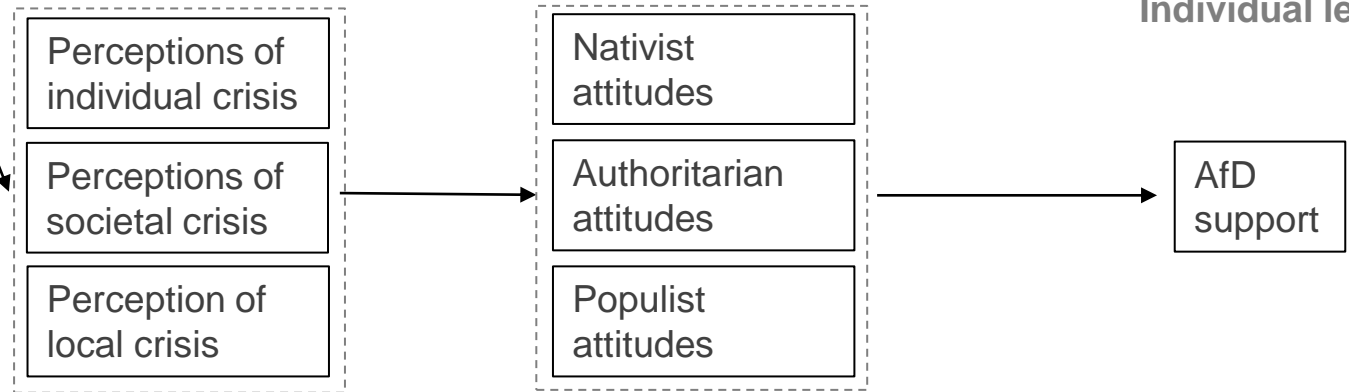 Individual le
Perceptions of
individual crisis
Perceptions of
societal crisis
Perception of
local crisis
Nativist
attitudes
Authoritarian
attitudes
Populist
attitudes
AfD
support